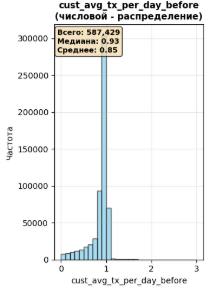 cust_avg_tx_per_day_before
(числовой - распределение)
Всего: 587,429
Медиана: 0.93
Среднее: 0.85
300000
250000
200000
150000
100000
50000
0
Частота
0 1 2 3
cust_avg_tx_per_day_before